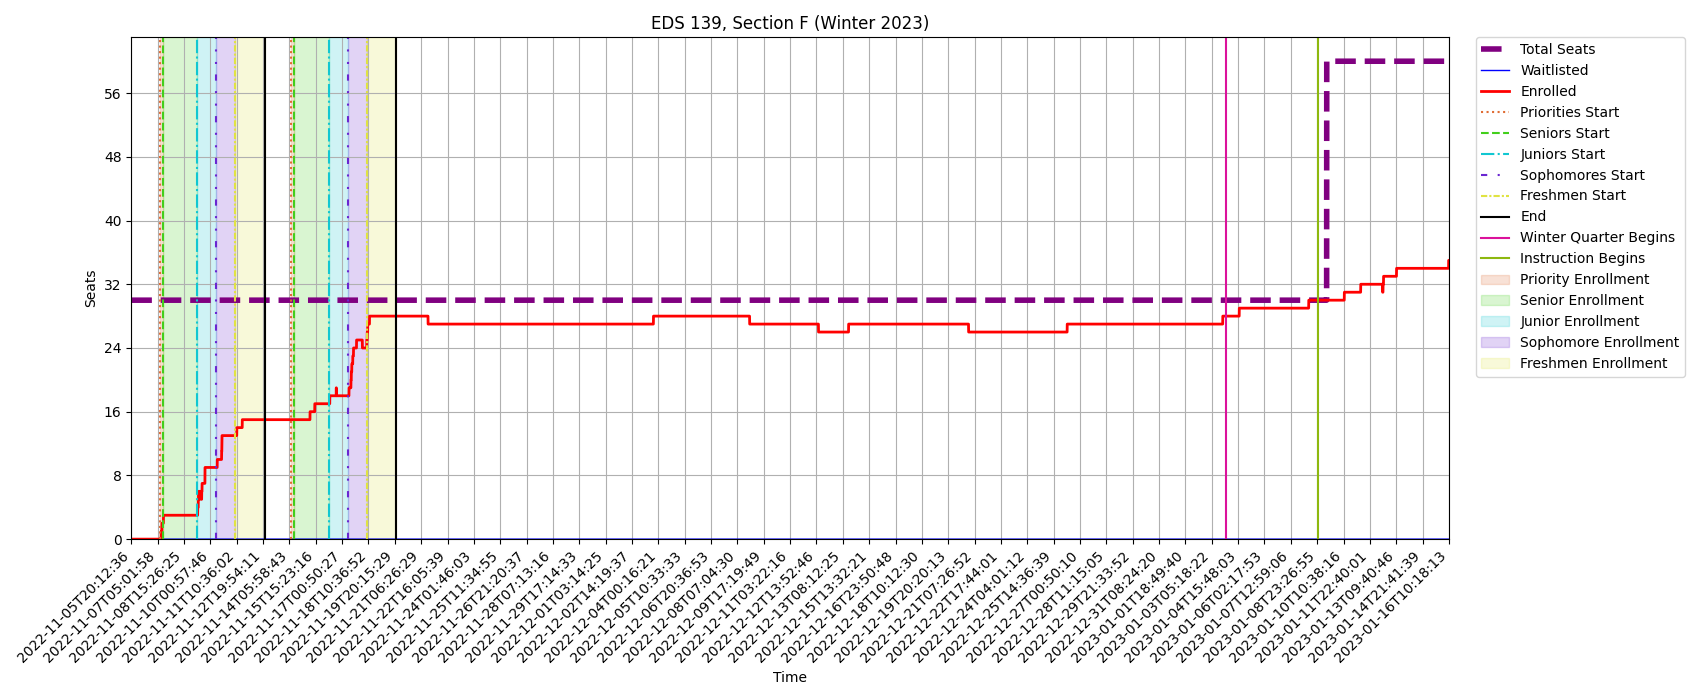 EDS 139, Section F (Winter 2023)
Seats
56
48
40
32
24
16
8
0
2022-11-05T20:12:36
2022-11-07T05:01:58
2022-11-08T15:26:25
2022-11-10T00:57:46
2022-11-11T10:36:02
2022-11-12T19:54:11
2022-11-14T05:58:43
2022-11-15T15:23:16
2022-11-17T00:50:27
2022-11-18T10:36:52
2022-11-19T20:15:29
2022-11-21T06:26:29
2022-11-22T16:05:39
2022-11-24T01:46:03
2022-11-25T11:34:55
2022-11-26T21:20:37
2022-11-28T07:13:16
2022-11-29T17:14:33
2022-12-01T03:14:25
2022-12-02T14:19:37
2022-12-04T00:16:21
2022-12-05T10:33:33
2022-12-06T20:36:53
2022-12-08T07:04:30
2022-12-09T17:19:49
2022-12-11T03:22:16
2022-12-12T13:52:46
2022-12-13T08:12:25
2022-12-15T13:32:21
2022-12-16T23:50:48
2022-12-18T10:12:30
2022-12-19T20:20:13
2022-12-21T07:26:52
2022-12-22T17:44:01
2022-12-24T04:01:12
2022-12-25T14:36:39
2022-12-27T00:50:10
2022-12-28T11:15:05
2022-12-29T21:33:52
2022-12-31T08:24:20
2023-01-01T18:49:40
2023-01-03T05:18:22
2023-01-04T15:48:03
2023-01-06T02:17:53
2023-01-07T12:59:06
2023-01-08T23:26:55
2023-01-10T10:38:16
2023-01-11T22:40:01
2023-01-13T09:40:46
2023-01-14T21:41:39
2023-01-16T10:18:13
Time
Total Seats
Waitlisted
Enrolled
Priorities Start
Seniors Start
Juniors Start
Sophomores Start
Freshmen Start
End
Winter Quarter Begins
Instruction Begins
Priority Enrollment
Senior Enrollment
Junior Enrollment
Sophomore Enrollment
Freshmen Enrollment